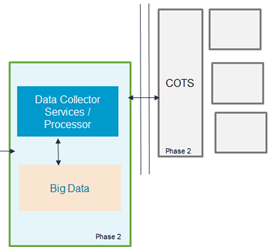 Data Collector
Services /
Processor
Big Data
Phase 2
COTS
Phase 2